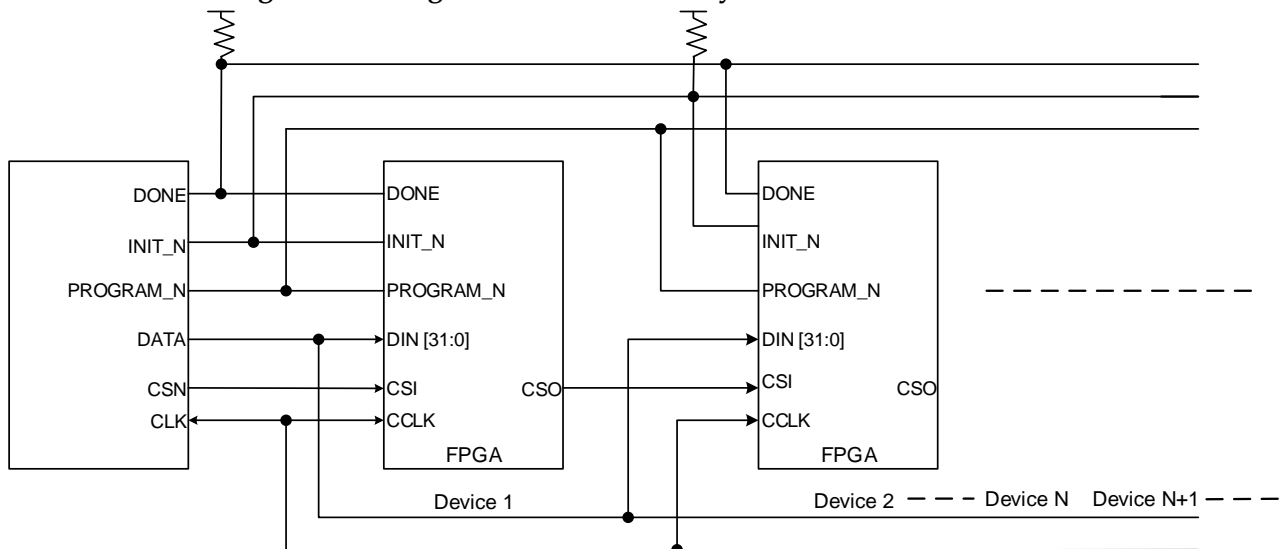 DONE
INIT_N
PROGRAM_N
DATA
CSN
CLK
DONE
INIT_N
PROGRAM_N
DIN [31:0]
CSI
CSO
CCLK
FPGA
DONE
INIT_N
PROGRAM_N
DIN [31:0]
CSI
CSO
CCLK
FPGA
Device 1
Device 2
Device N
Device N+1